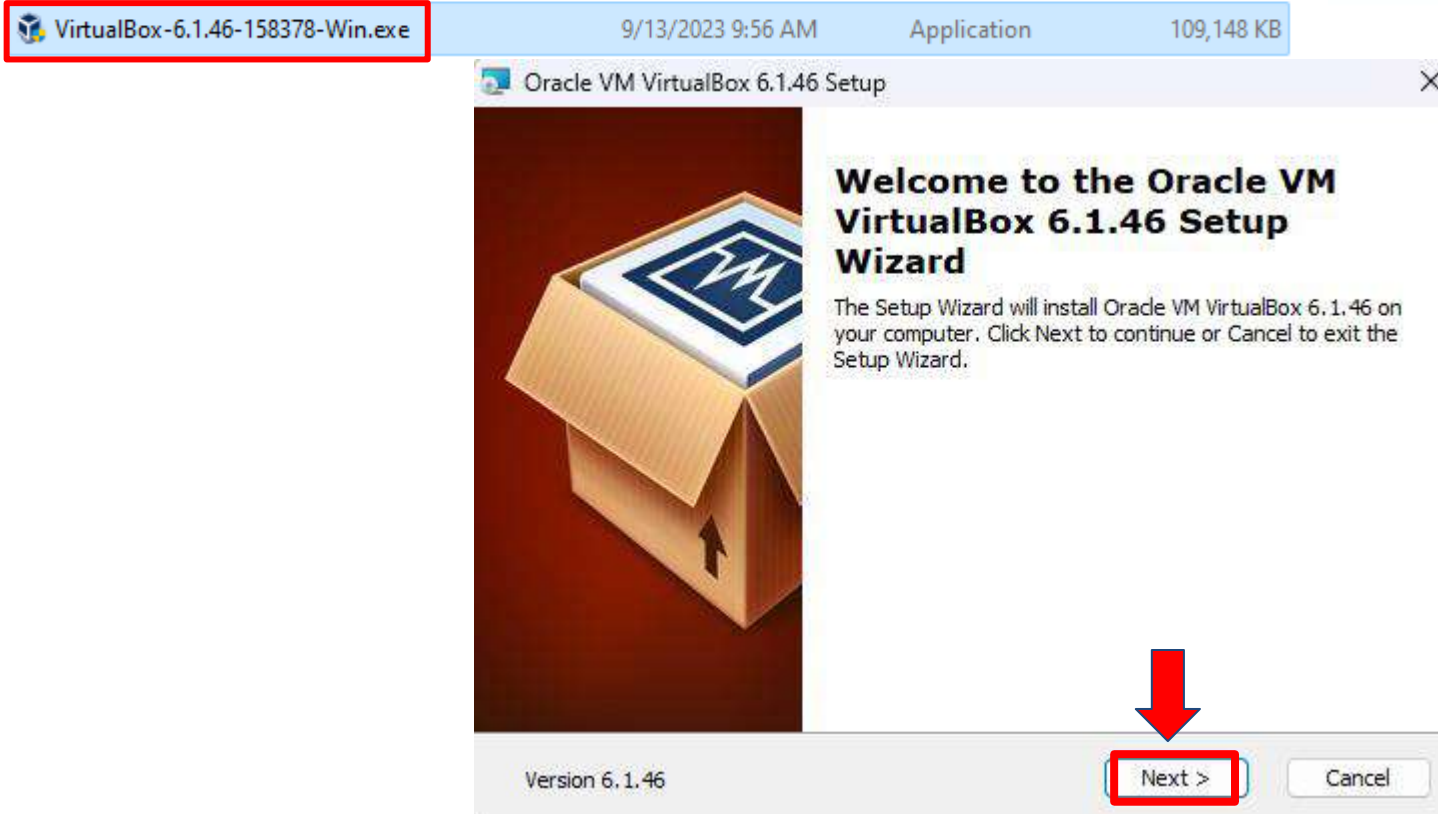 VirtualBox-6.1.46-158378-Win.exe 9/13/2023 9:56 AM Application 109,148 KB
Oracle VM VirtualBox 6.1.46 Setup
Welcome to the Oracle VM
VirtualBox 6.1.46 Setup
Wizard
The Setup Wizard will install Oracle VM VirtualBox 6.1.46 on
your computer. Click Next to continue or Cancel to exit the
Setup Wizard.
VM
Version 6.1.46 Next > Cancel